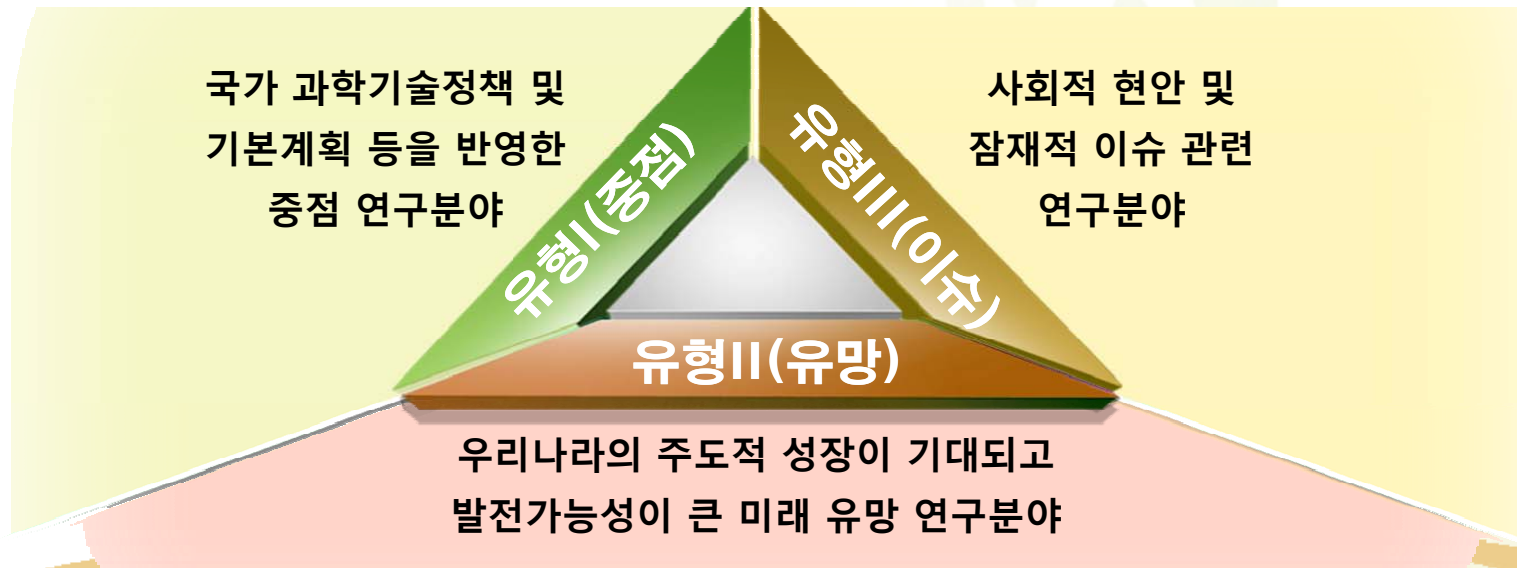 국가 과학기술정책 및
기본계획 등을 반영한
중점 연구분야
유형I(중점)
사회적 현안 및
잠재적 이슈 관련
연구분야
유형III(이슈)
유형II(유망)
우리나라의 주도적 성장이 기대되고
발전가능성이 큰 미래 유망 연구분야